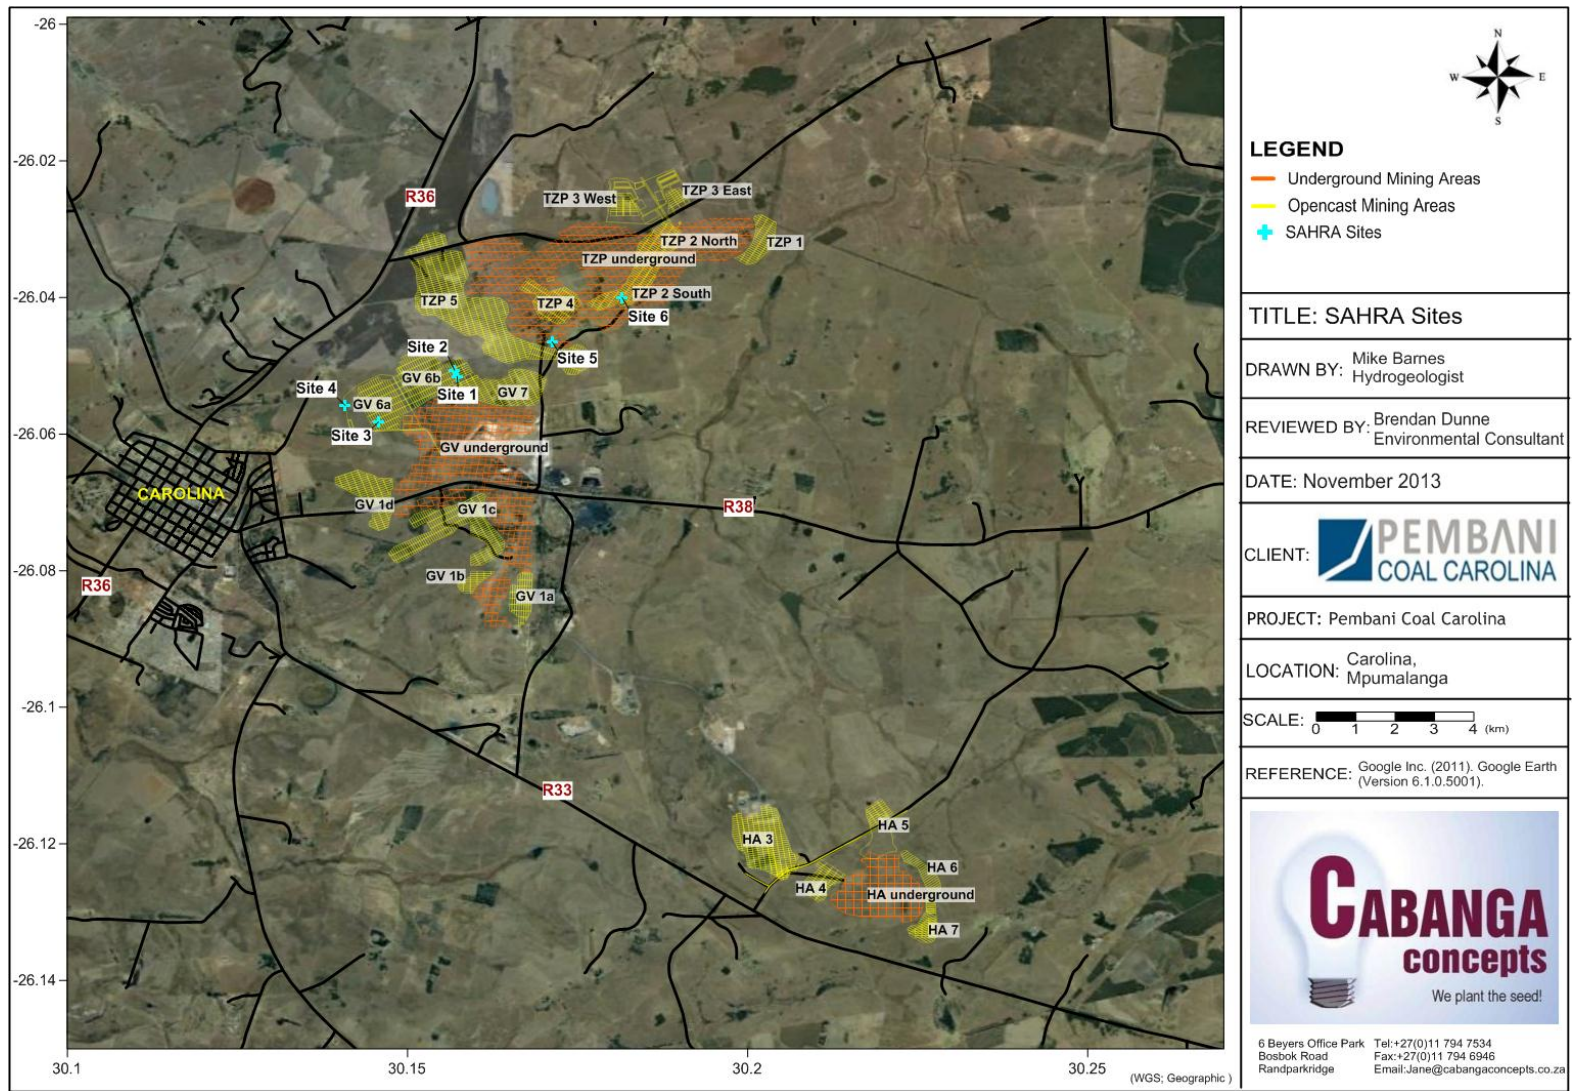 -26
-26.02
-26.04
-26.06
-26.08
-26.1
-26.12
-26.14
30.1
30.15
30.2
30.25
(WGS; Geographic )
R36
TZP 3 West
TZP 3 East
TZP 2 North
TZP 1
TZP underground
TZP 5
TZP 4
TZP 2 South
Site 6
Site 2
Site 5
GV 6b
Site 4
Site 1
GV 7
GV 6a
Site 3
GV underground
CAROLINA
GV 1d
GV 1c
R38
R36
GV 1b
GV 1a
R33
HA 3
HA 5
HA 6
HA 4
HA underground
HA 7
N
W
E
S
LEGEND
Underground Mining Areas
Opencast Mining Areas
SAHRA Sites
TITLE: SAHRA Sites
DRAWN BY: Mike Barnes
Hydrogeologist
REVIEWED BY: Brendan Dunne
Environmental Consultant
DATE: November 2013
CLIENT: PEMBANI
COAL CAROLINA
PROJECT: Pembani Coal Carolina
LOCATION: Carolina,
Mpumalanga
SCALE: 0 1 2 3 4 (km)
REFERENCE: Google Inc. (2011). Google Earth
(Version 6.1.0.5001).
CABANGA
concepts
We plant the seed!
6 Beyers Office Park Tel:+27(0)11 794 7534
Bosbok Road Fax:+27(0)11 794 6946
Randparkridge Email:Jane@cabangaconcepts.co.za